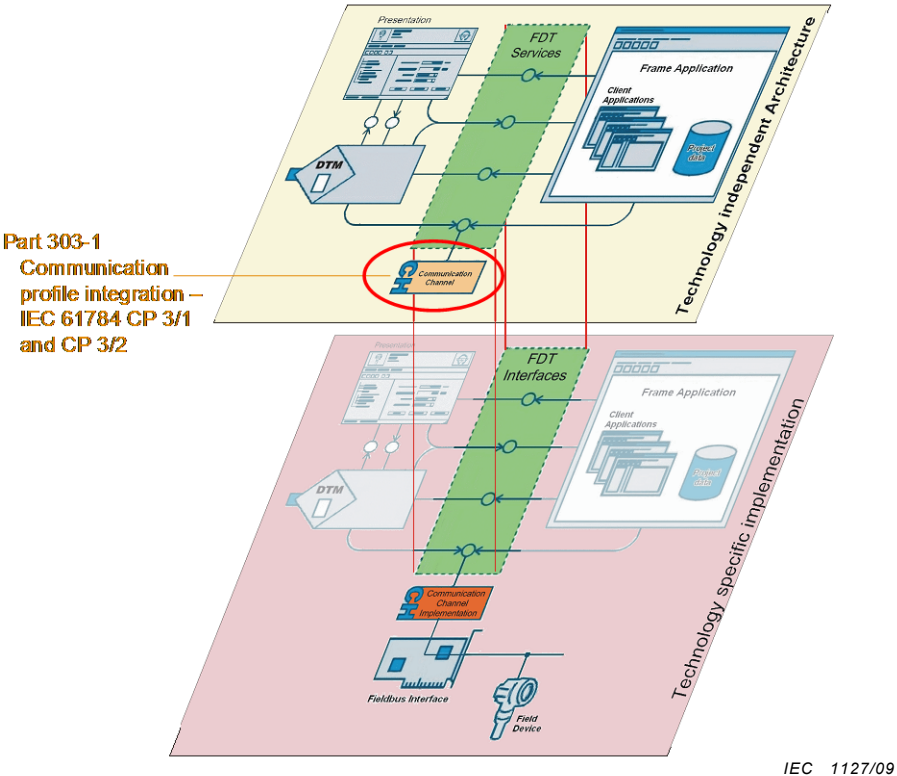 Presentation
FDT
Services
Frame Application
Client
Applications
Project
data
DTM
Technology independent Architecture
Part 303-1
Communication
profile integration –
IEC 61784 CP 3/1
and CP 3/2
CH
Communication
Channel
Presentation
FDT
Interfaces
Frame Application
Client
Applications
Project
data
DTM
Technology specific implementation
CH
Communication
Channel
Implementation
Fieldbus Interface
Field
Device
IEC 1127/09